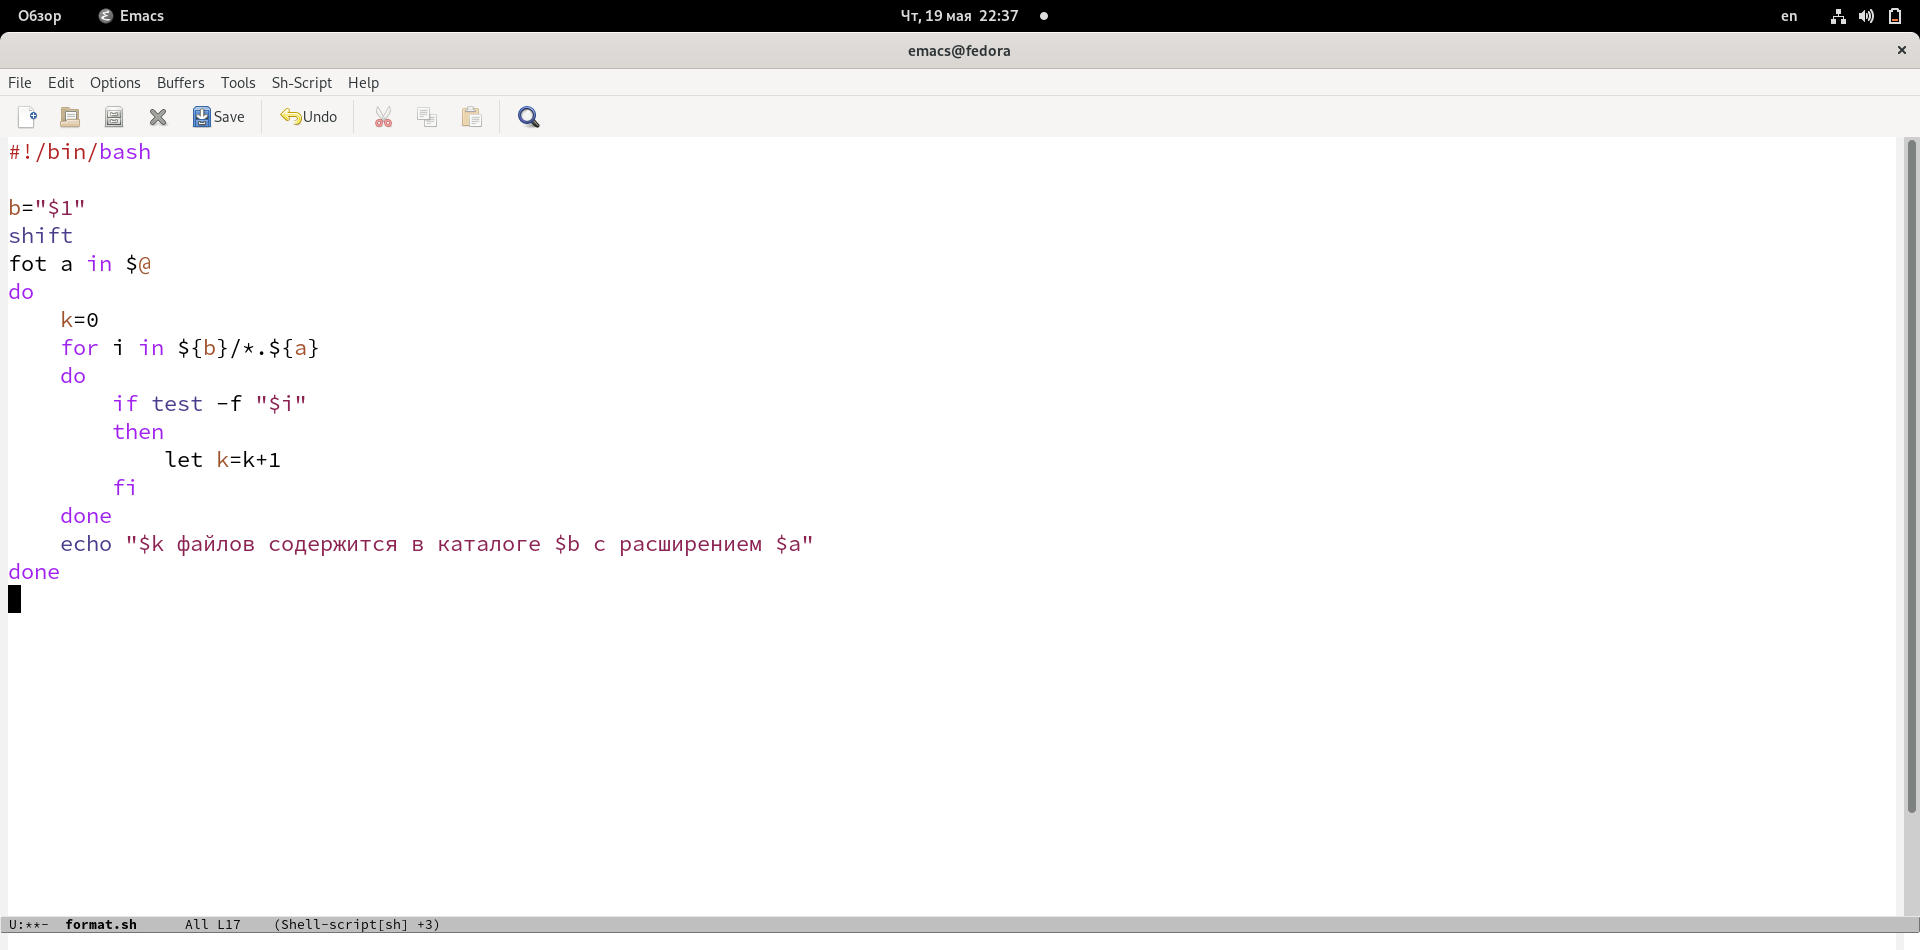 Обзор Emacs Чт, 19 мая 22:37 en
emacs@fedora ×
File Edit Options Buffers Tools Sh-Script Help
Save Undo
#!/bin/bash

b="$1"
shift
fot a in $@
do
    k=0
    for i in ${b}/*.${a}
    do
        if test -f "$i"
        then
            let k=k+1
        fi
    done
    echo "$k файлов содержится в каталоге $b с расширением $a"
done
U:**- format.sh All L17 (Shell-script[sh] +3)